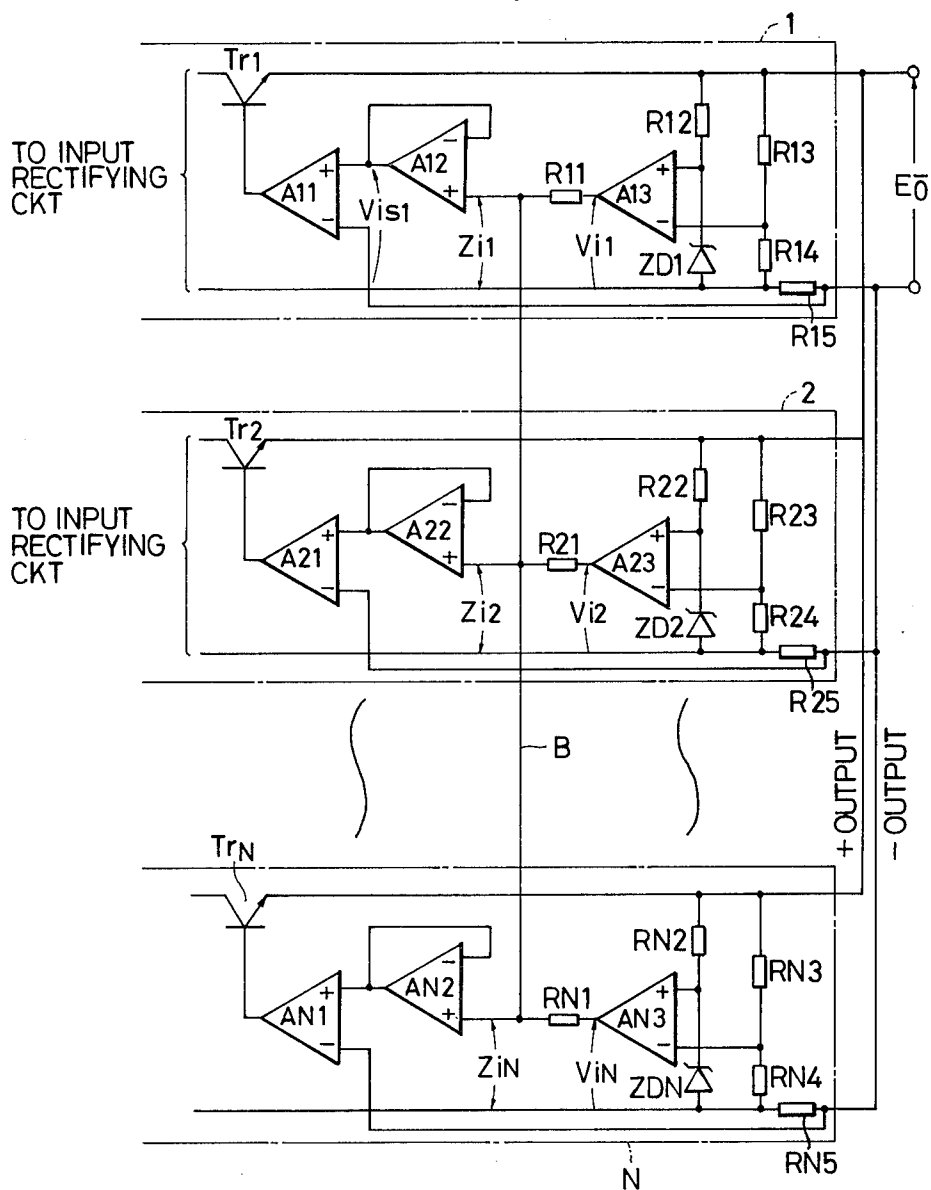 1
Tr1
TO INPUT
RECTIFYING
CKT
A11
+
−
Vis1
A12
−
+
Zi1
R11
Vi1
A13
+
−
R12
ZD1
R13
R14
R15
E0
2
Tr2
TO INPUT
RECTIFYING
CKT
A21
+
−
A22
−
+
Zi2
R21
Vi2
A23
+
−
R22
ZD2
R23
R24
R25
B
+ OUTPUT
− OUTPUT
TrN
AN1
+
−
AN2
−
+
ZiN
RN1
ViN
AN3
+
−
RN2
ZDN
RN3
RN4
RN5
N